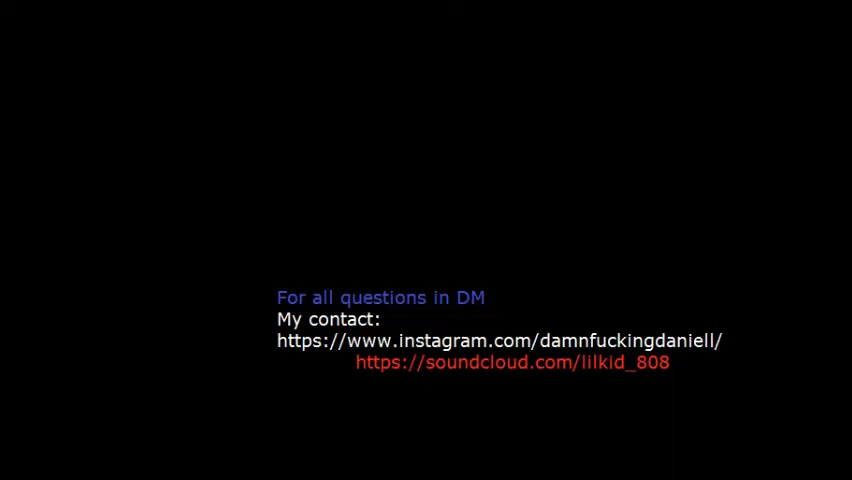 For all questions in DM
My contact:
https://www.instagram.com/damnfuckingdaniell/
https://soundcloud.com/lilkid_808